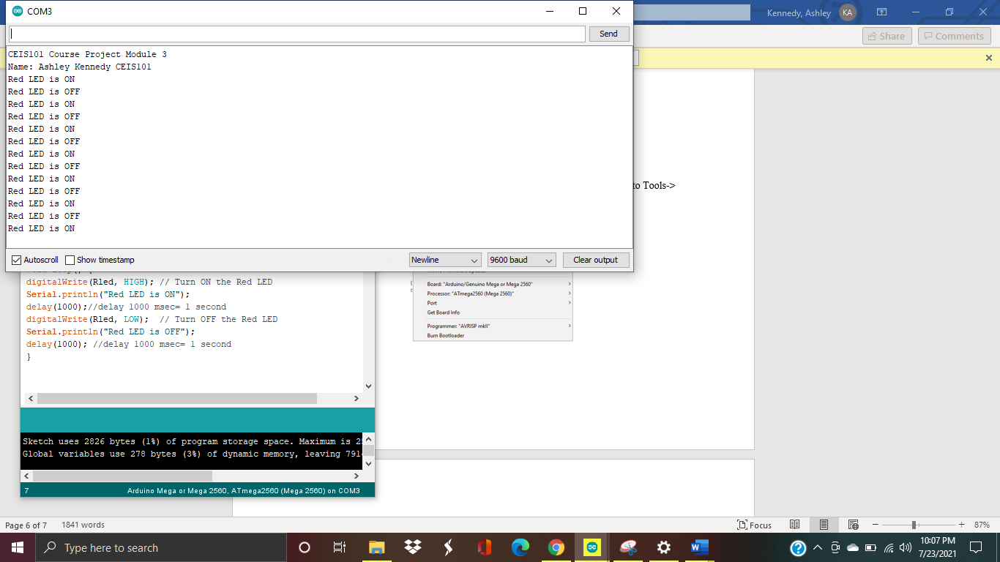 COM3
Kennedy, Ashley
KA
Send
Share
Comments
CEIS101 Course Project Module 3
Name: Ashley Kennedy CEIS101
Red LED is ON
Red LED is OFF
Red LED is ON
Red LED is OFF
Red LED is ON
Red LED is OFF
Red LED is ON
Red LED is OFF
Red LED is ON
Red LED is OFF
Red LED is ON
Red LED is OFF
Red LED is ON
to Tools->
Autoscroll
Show timestamp
Newline
9600 baud
Clear output
digitalWrite(Rled, HIGH); // Turn ON the Red LED
Serial.println("Red LED is ON");
delay(1000);//delay 1000 msec= 1 second
digitalWrite(Rled, LOW);  // Turn OFF the Red LED
Serial.println("Red LED is OFF");
delay(1000); //delay 1000 msec= 1 second
}
Board: "Arduino/Genuino Mega or Mega 2560"
Processor: "ATmega2560 (Mega 2560)"
Port
Get Board Info
Programmer: "AVRISP mkII"
Burn Bootloader
Sketch uses 2826 bytes (1%) of program storage space. Maximum is
Global variables use 278 bytes (3%) of dynamic memory, leaving
7
Arduino Mega or Mega 2560, ATmega2560 (Mega 2560) on COM3
Page 6 of 7
1841 words
Focus
87%
Type here to search
10:07 PM
7/23/2021